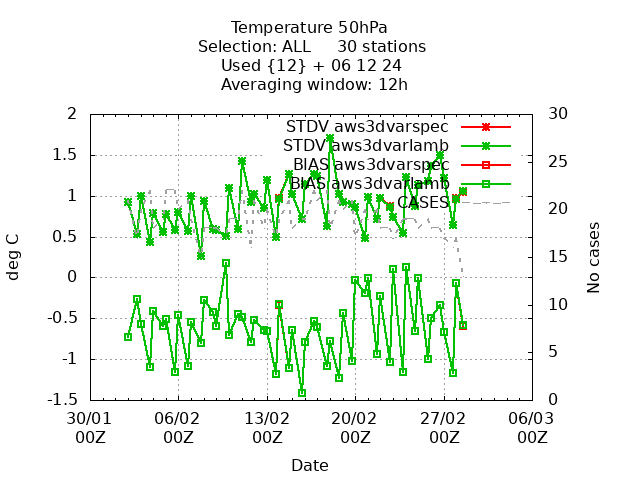 Temperature 50hPa
Selection: ALL 30 stations
Used {12} + 06 12 24
Averaging window: 12h
2
1.5
1
0.5
0
-0.5
-1
-1.5
deg C
30
25
20
15
10
5
0
No cases
STDV aws3dvarspec
STDV aws3dvarlamb
BIAS aws3dvarspec
BIAS aws3dvarlamb
CASES
30/01 06/02 13/02 20/02 27/02 06/03
00Z 00Z 00Z 00Z 00Z 00Z
Date